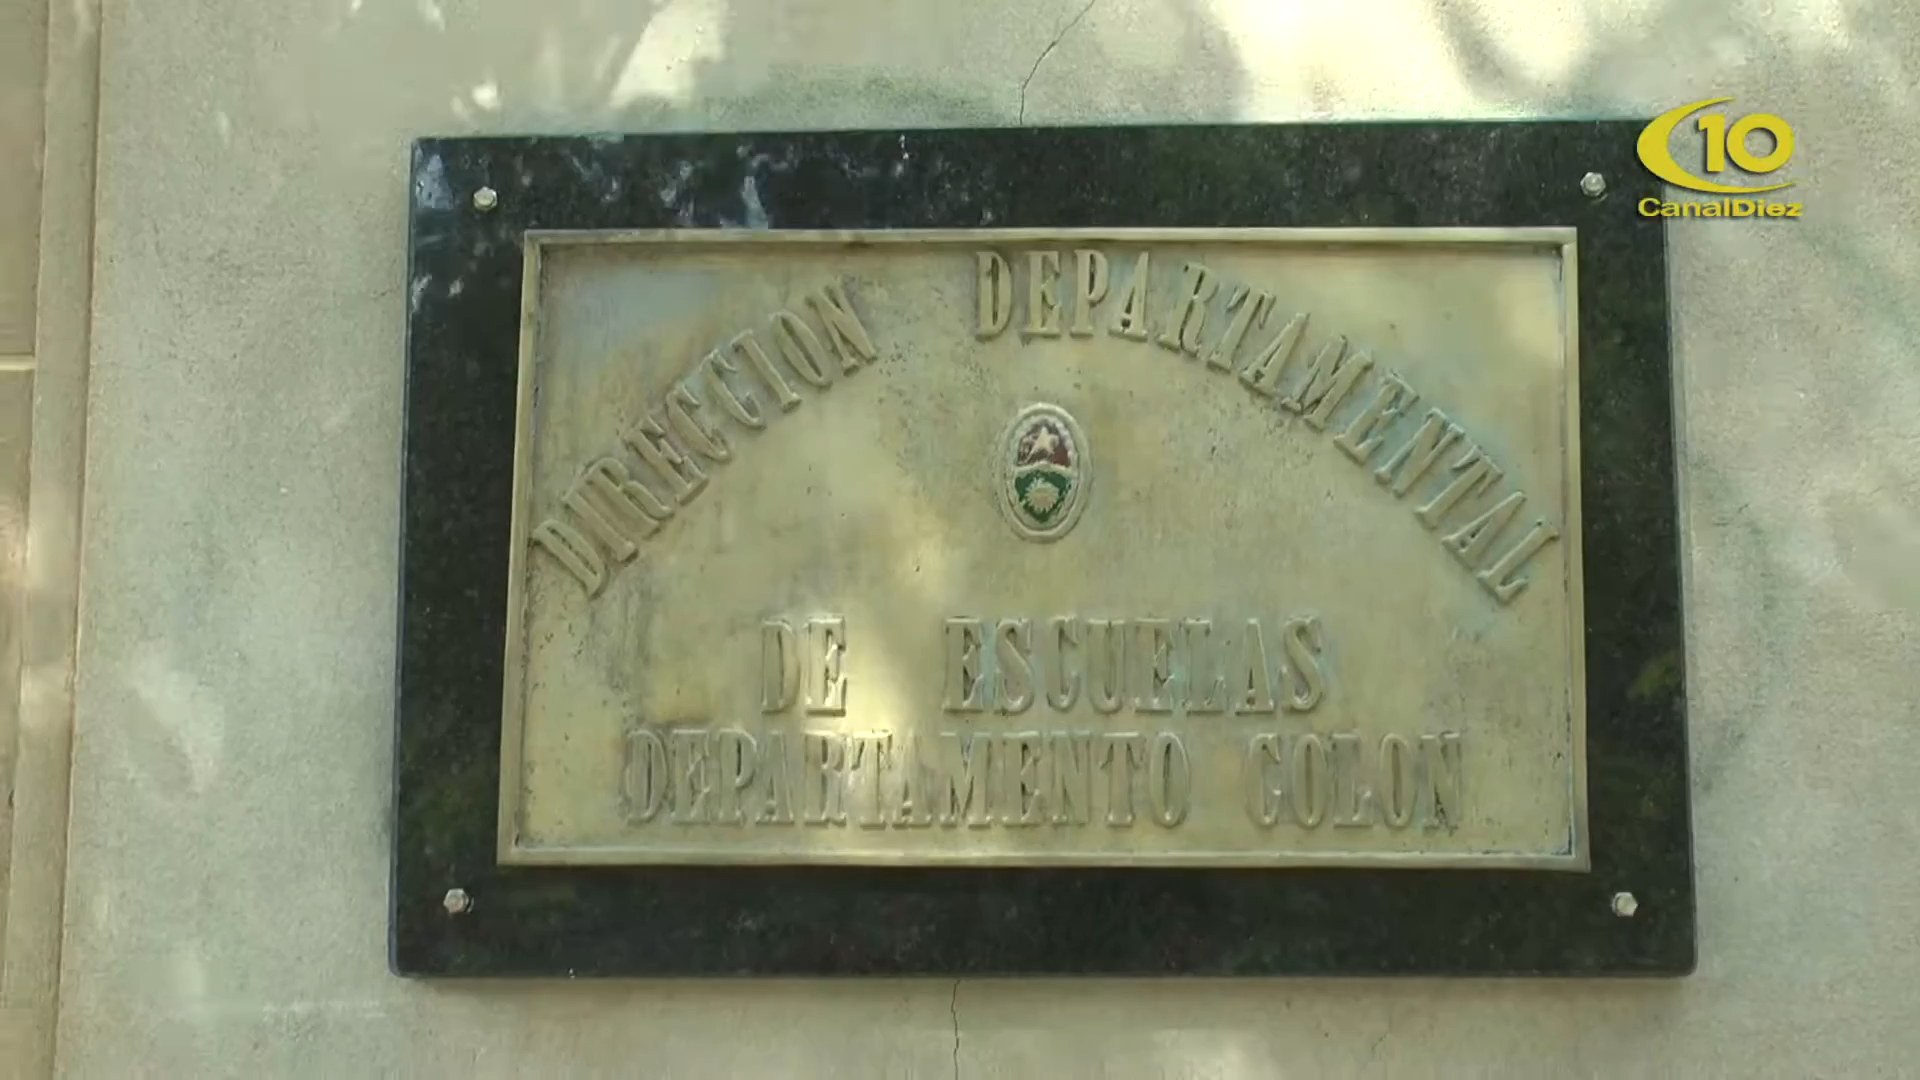 DIRECCION DEPARTAMENTAL
DE ESCUELAS
DEPARTAMENTO COLON
10
CanalDiez